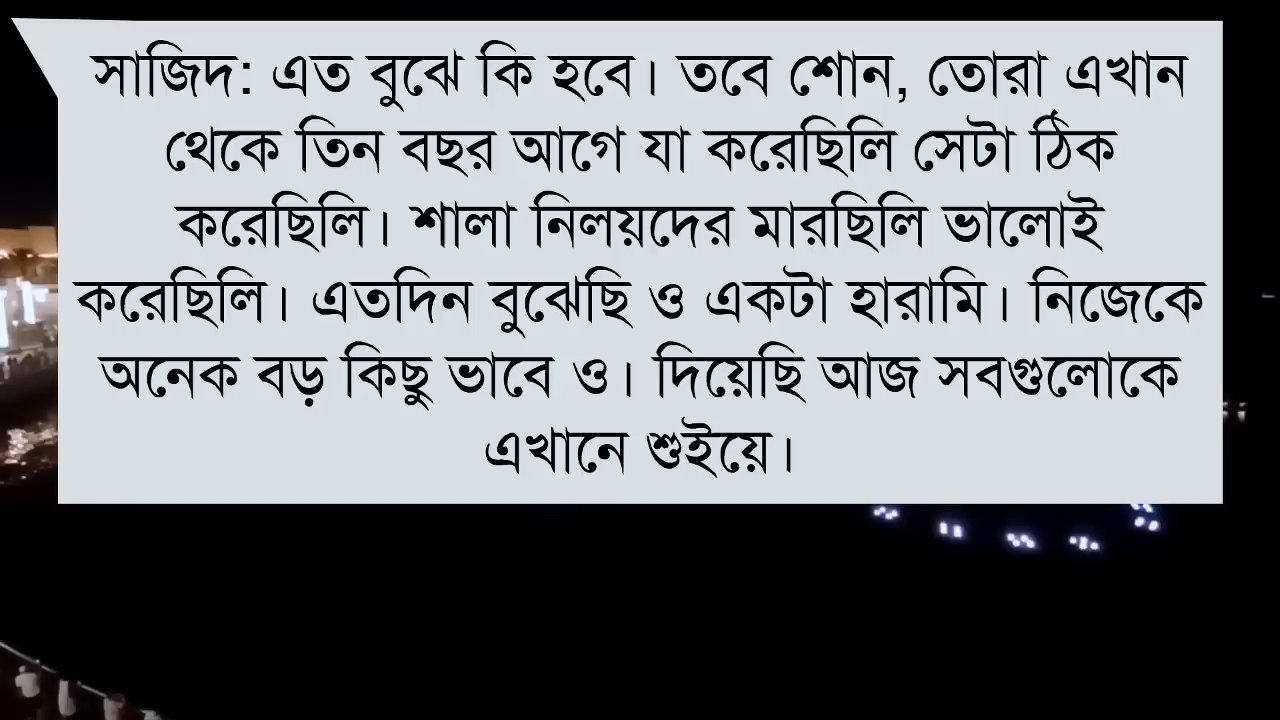 সাজিদ: এত বুঝে কি হবে। তবে শোন, তোরা এখান
থেকে তিন বছর আগে যা করেছিলি সেটা ঠিক
করেছিলি। শালা নিলয়দের মারছিলি ভালোই
করেছিলি। এতদিন বুঝেছি ও একটা হারামি। নিজেকে
অনেক বড় কিছু ভাবে ও। দিয়েছি আজ সবগুলোকে
এখানে শুইয়ে।